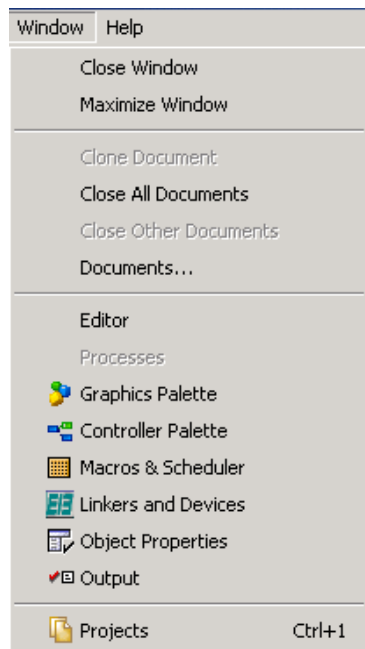 Window Help
Close Window
Maximize Window
Clone Document
Close All Documents
Close Other Documents
Documents...
Editor
Processes
Graphics Palette
Controller Palette
Macros & Scheduler
Linkers and Devices
Object Properties
Output
Projects Ctrl+1